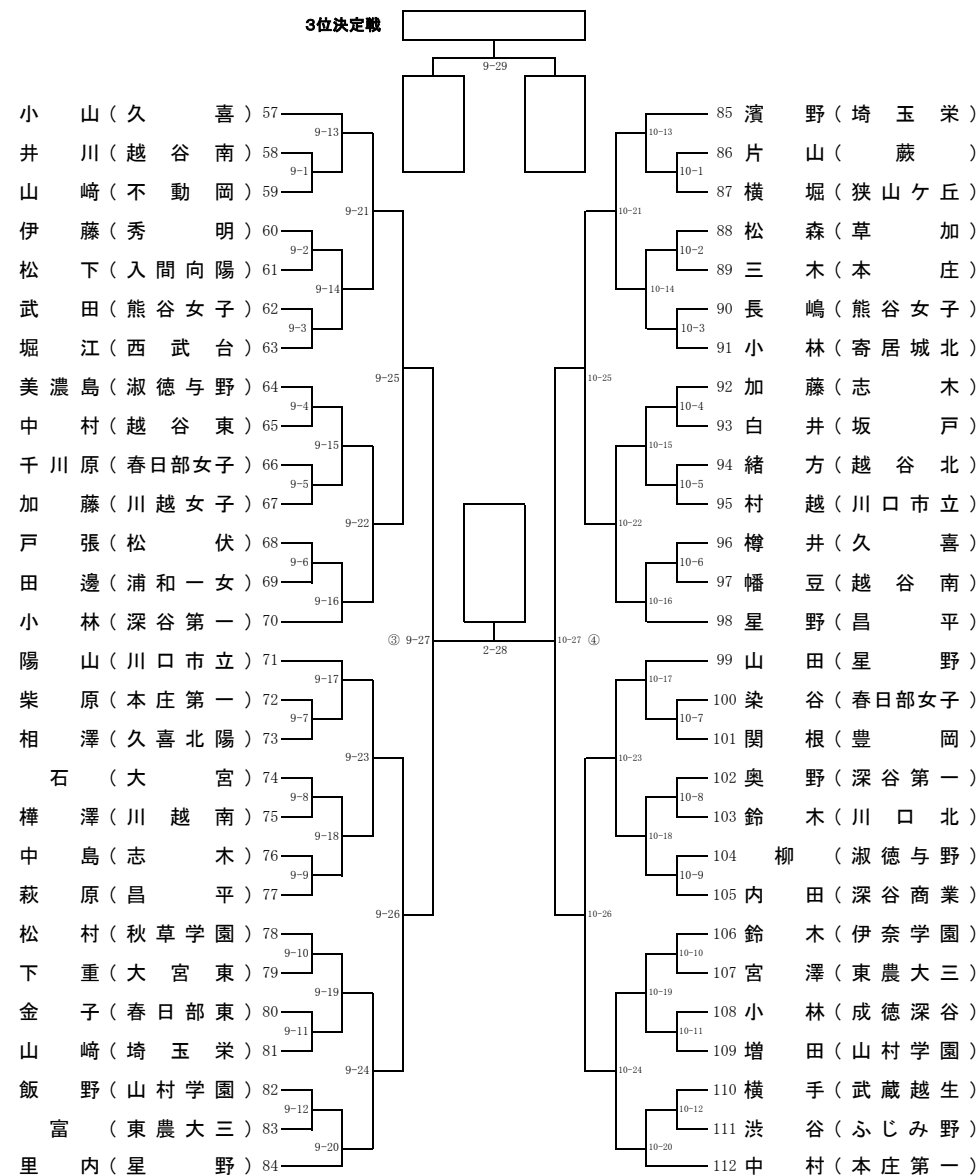 3位決定戦
9-29
小山(久喜) 57
井川(越谷南) 58
山﨑(不動岡) 59
伊藤(秀明) 60
松下(入間向陽) 61
武田(熊谷女子) 62
堀江(西武台) 63
美濃島(淑徳与野) 64
中村(越谷東) 65
千川原(春日部女子) 66
加藤(川越女子) 67
戸張(松伏) 68
田邊(浦和一女) 69
小林(深谷第一) 70
陽山(川口市立) 71
柴原(本庄第一) 72
相澤(久喜北陽) 73
石(大宮) 74
樺澤(川越南) 75
中島(志木) 76
萩原(昌平) 77
松村(秋草学園) 78
下重(大宮東) 79
金子(春日部東) 80
山﨑(埼玉栄) 81
飯野(山村学園) 82
富(東農大三) 83
里内(星野) 84
9-13
9-1
9-21
9-2
9-14
9-3
9-25
9-4
9-15
9-5
9-22
9-6
9-16
③ 9-27
9-17
9-7
9-23
9-8
9-18
9-9
9-26
9-10
9-19
9-11
9-24
9-12
9-20
2-28
10-27 ④
10-13
10-1
10-21
10-2
10-14
10-3
10-25
10-4
10-15
10-5
10-22
10-6
10-16
10-17
10-7
10-23
10-8
10-18
10-9
10-26
10-10
10-19
10-11
10-24
10-12
10-20
85 濱野(埼玉栄)
86 片山(蕨)
87 横堀(狭山ケ丘)
88 松森(草加)
89 三木(本庄)
90 長嶋(熊谷女子)
91 小林(寄居城北)
92 加藤(志木)
93 白井(坂戸)
94 緒方(越谷北)
95 村越(川口市立)
96 樽井(久喜)
97 幡豆(越谷南)
98 星野(昌平)
99 山田(星野)
100 染谷(春日部女子)
101 関根(豊岡)
102 奥野(深谷第一)
103 鈴木(川口北)
104 柳(淑徳与野)
105 内田(深谷商業)
106 鈴木(伊奈学園)
107 宮澤(東農大三)
108 小林(成徳深谷)
109 増田(山村学園)
110 横手(武蔵越生)
111 渋谷(ふじみ野)
112 中村(本庄第一)